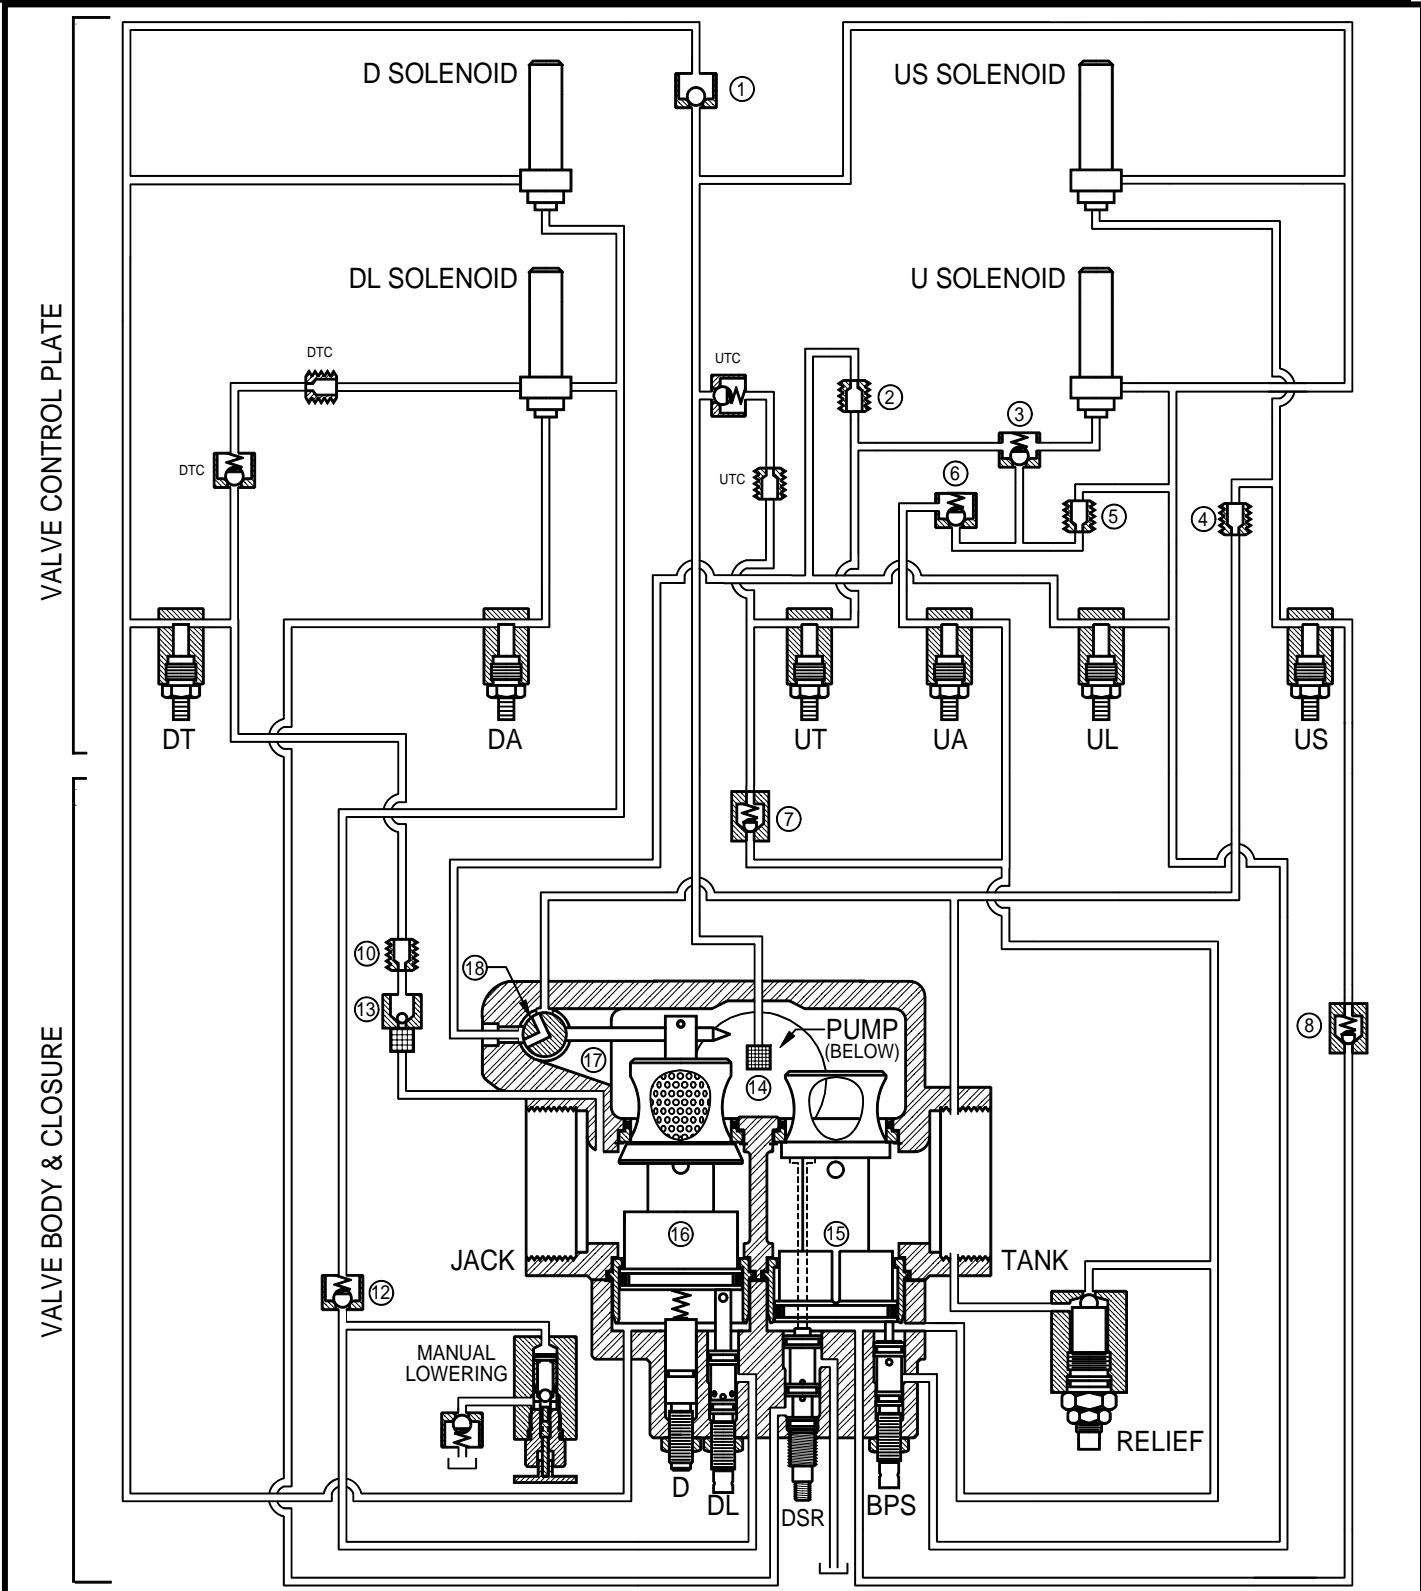 D SOLENOID
1
US SOLENOID
DL SOLENOID
U SOLENOID
VALVE CONTROL PLATE
DTC
UTC
2
3
DTC
UTC
6
5
4
DT
DA
UT
UA
UL
US
7
10
18
13
PUMP
(BELOW)
8
17
14
VALVE BODY & CLOSURE
JACK
16
15
TANK
12
MANUAL
LOWERING
RELIEF
D
DL
DSR
BPS